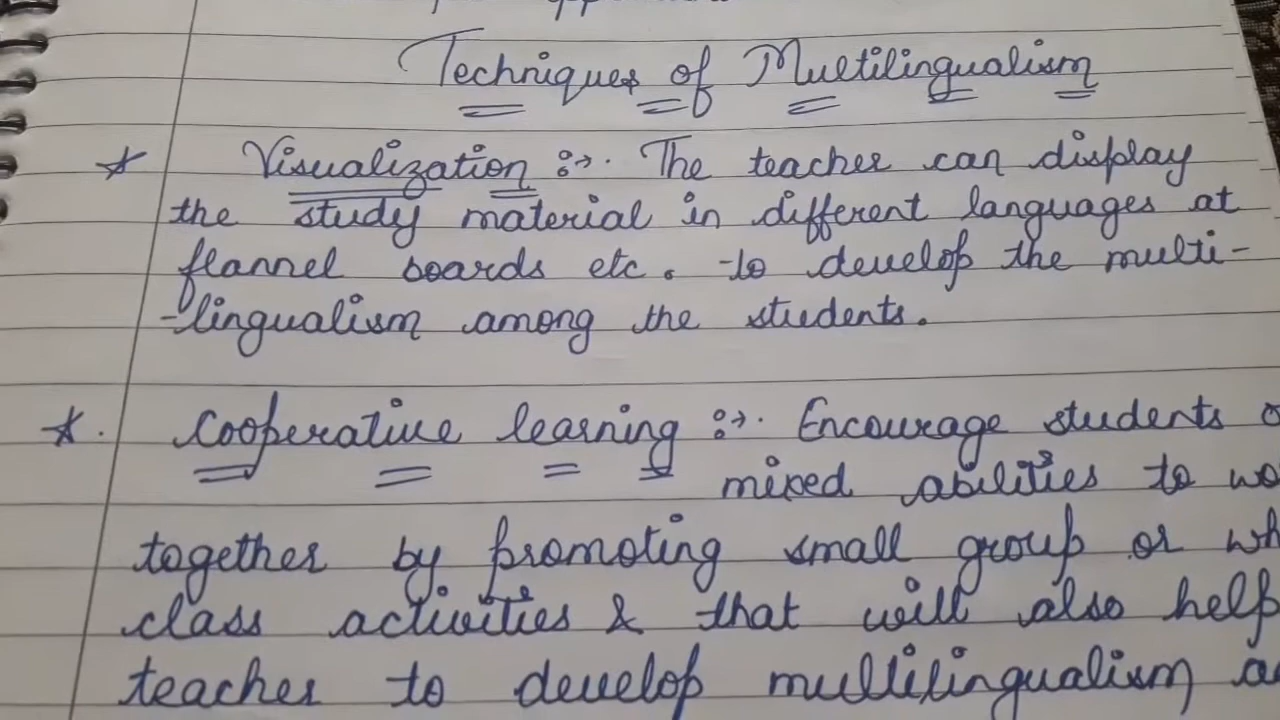 Techniques of Multilingualism
* Visualization :→. The teacher can display
the study material in different languages at
flannel boards etc. to develop the multi-
-lingualism among the students.
*. Cooperative learning :→. Encourage students
mixed abilities to
together by promoting small group or
class activities & that will also help
teacher to develop multilingualism